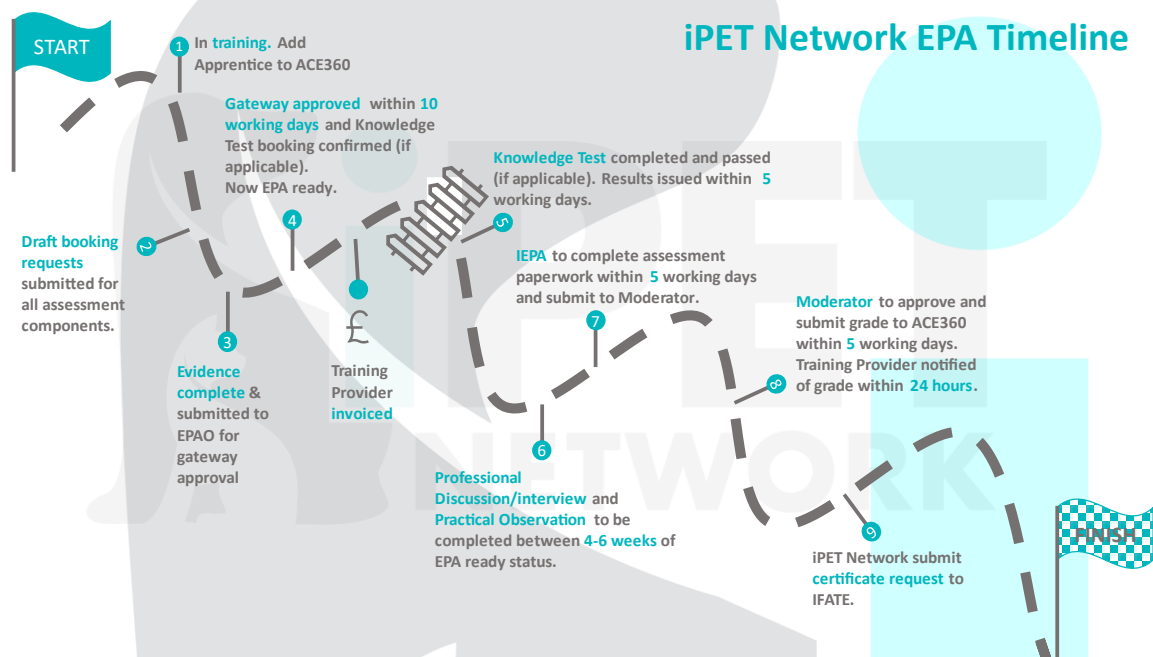 iPET Network EPA Timeline
START
1
In training. Add
Apprentice to ACE360
2
Draft booking
requests
submitted for
all assessment
components.
3
Evidence
complete &
submitted to
EPAO for
gateway
approval
4
Gateway approved within 10
working days and Knowledge
Test booking confirmed (if
applicable).
Now EPA ready.
£
Training
Provider
invoiced
5
Knowledge Test completed and passed
(if applicable). Results issued within 5
working days.
6
Professional
Discussion/interview and
Practical Observation to be
completed between 4-6 weeks of
EPA ready status.
7
IEPA to complete assessment
paperwork within 5 working days
and submit to Moderator.
8
Moderator to approve and
submit grade to ACE360
within 5 working days.
Training Provider notified
of grade within 24 hours.
9
iPET Network submit
certificate request to
IFATE.
FINISH
iPET
NETWORK